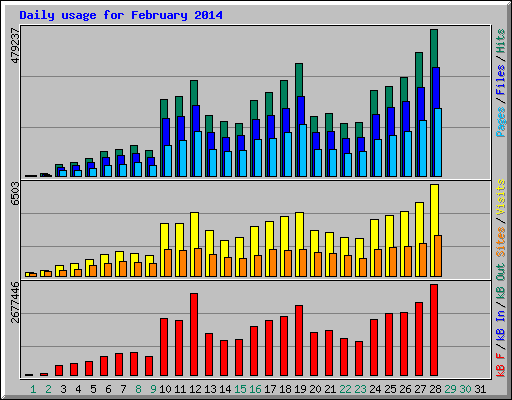 Daily usage for February 2014
479237
Pages / Files / Hits
6503
Sites / Visits
2677446
kB F / kB In / kB Out
1 2 3 4 5 6 7 8 9 10 11 12 13 14 15 16 17 18 19 20 21 22 23 24 25 26 27 28 29 30 31